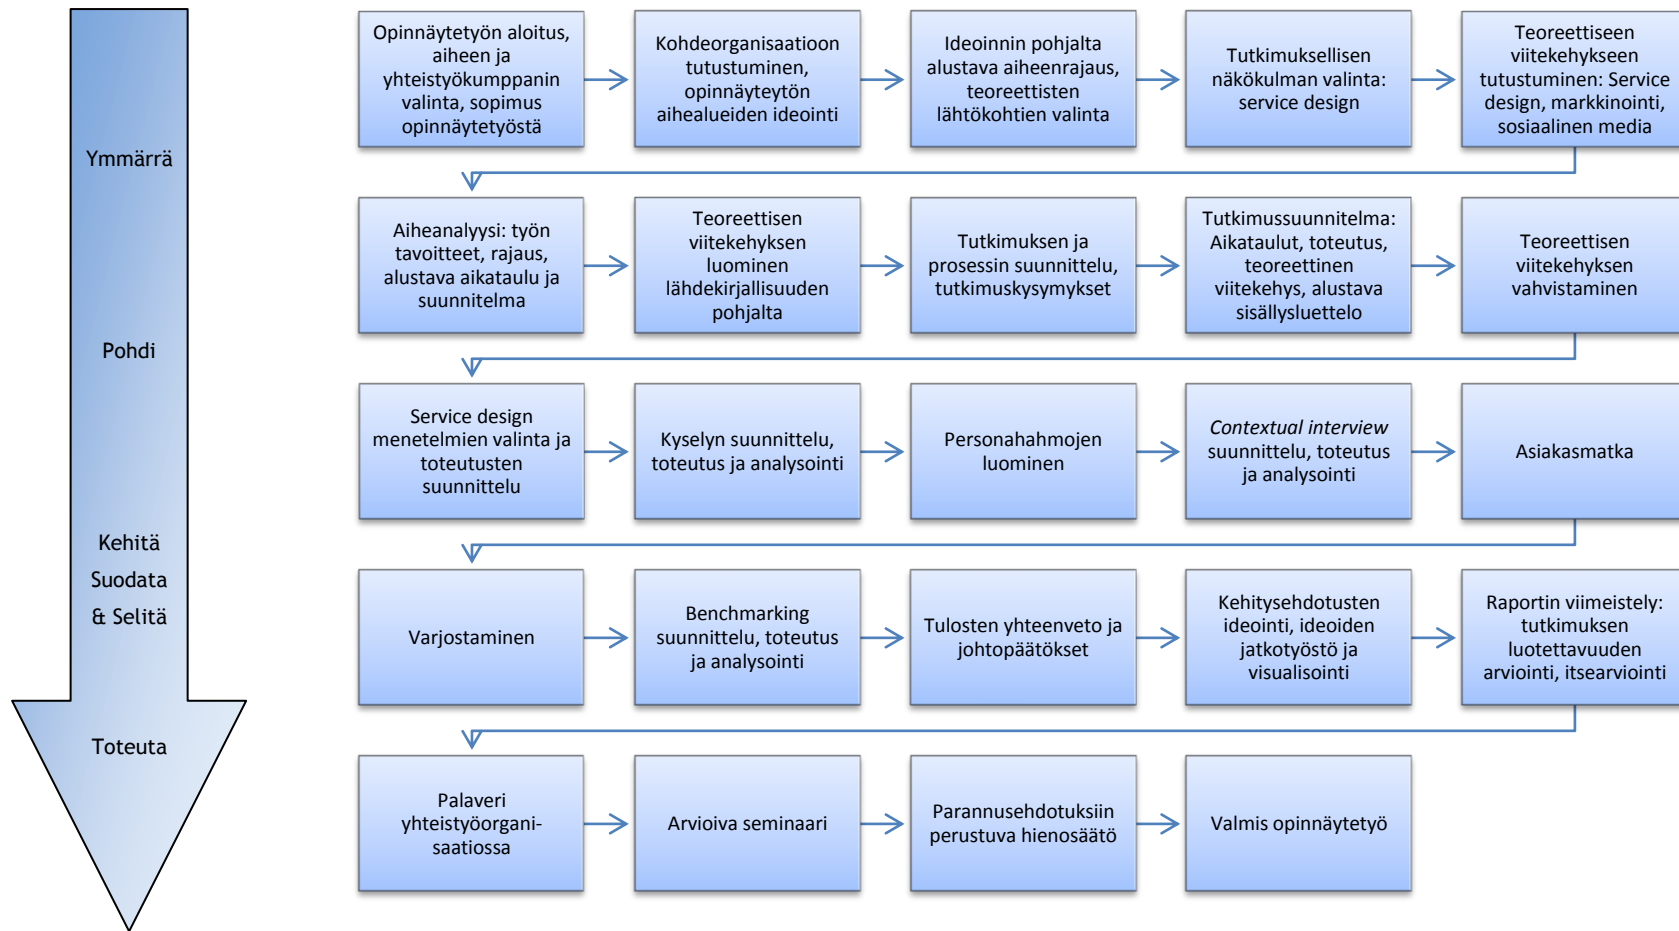 Ymmärrä
Pohdi
Kehitä
Suodata
& Selitä
Toteuta
Opinnäytetyön aloitus,
aiheen ja
yhteistyökumppanin
valinta, sopimus
opinnäytetyöstä
Kohdeorganisaatioon
tutustuminen,
opinnäyteytön
aihealueiden ideointi
Ideoinnin pohjalta
alustava aiheenrajaus,
teoreettisten
lähtökohtien valinta
Tutkimuksellisen
näkökulman valinta:
service design
Teoreettiseen
viitekehykseen
tutustuminen: Service
design, markkinointi,
sosiaalinen media
Aiheanalyysi: työn
tavoitteet, rajaus,
alustava aikataulu ja
suunnitelma
Teoreettisen
viitekehyksen
luominen
lähdekirjallisuuden
pohjalta
Tutkimuksen ja
prosessin suunnittelu,
tutkimuskysymykset
Tutkimussuunnitelma:
Aikataulut, toteutus,
teoreettinen
viitekehys, alustava
sisällysluettelo
Teoreettisen
viitekehyksen
vahvistaminen
Service design
menetelmien valinta ja
toteutusten
suunnittelu
Kyselyn suunnittelu,
toteutus ja analysointi
Personahahmojen
luominen
Contextual interview
suunnittelu, toteutus
ja analysointi
Asiakasmatka
Varjostaminen
Benchmarking
suunnittelu, toteutus
ja analysointi
Tulosten yhteenveto ja
johtopäätökset
Kehitysehdotusten
ideointi, ideoiden
jatkotyöstö ja
visualisointi
Raportin viimeistely:
tutkimuksen
luotettavuuden
arviointi, itsearviointi
Palaveri
yhteistyöorgani-
saatiossa
Arvioiva seminaari
Parannusehdotuksiin
perustuva hienosäätö
Valmis opinnäytetyö